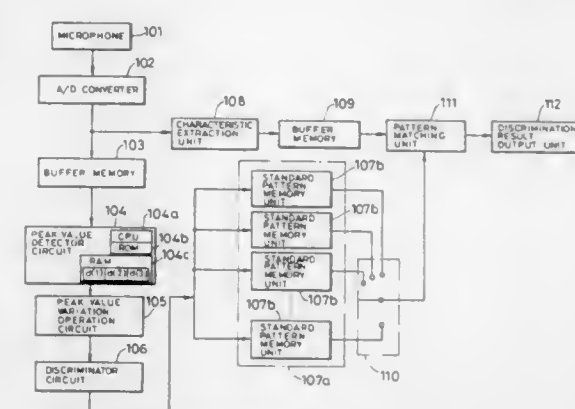 MICROPHONE
101
102
A/D CONVERTER
108
CHARACTERISTIC
EXTRACTION
UNIT
109
BUFFER MEMORY
111
PATTERN
MATCHING
UNIT
112
DISCRIMINATION
RESULT
OUTPUT UNIT
103
BUFFER MEMORY
107b
STANDARD
PATTERN
MEMORY
UNIT
107b
STANDARD
PATTERN
MEMORY
UNIT
STANDARD
PATTERN
MEMORY
UNIT
107b
107b
STANDARD
PATTERN
MEMORY
UNIT
107a
110
104
104a
PEAK VALUE
DETECTOR
CIRCUIT
CPU
104b
ROM
RAM
104c
d(1) d(2) d(3)
PEAK VALUE
VARIATION
OPERATION
CIRCUIT
105
106
DISCRIMINATOR
CIRCUIT